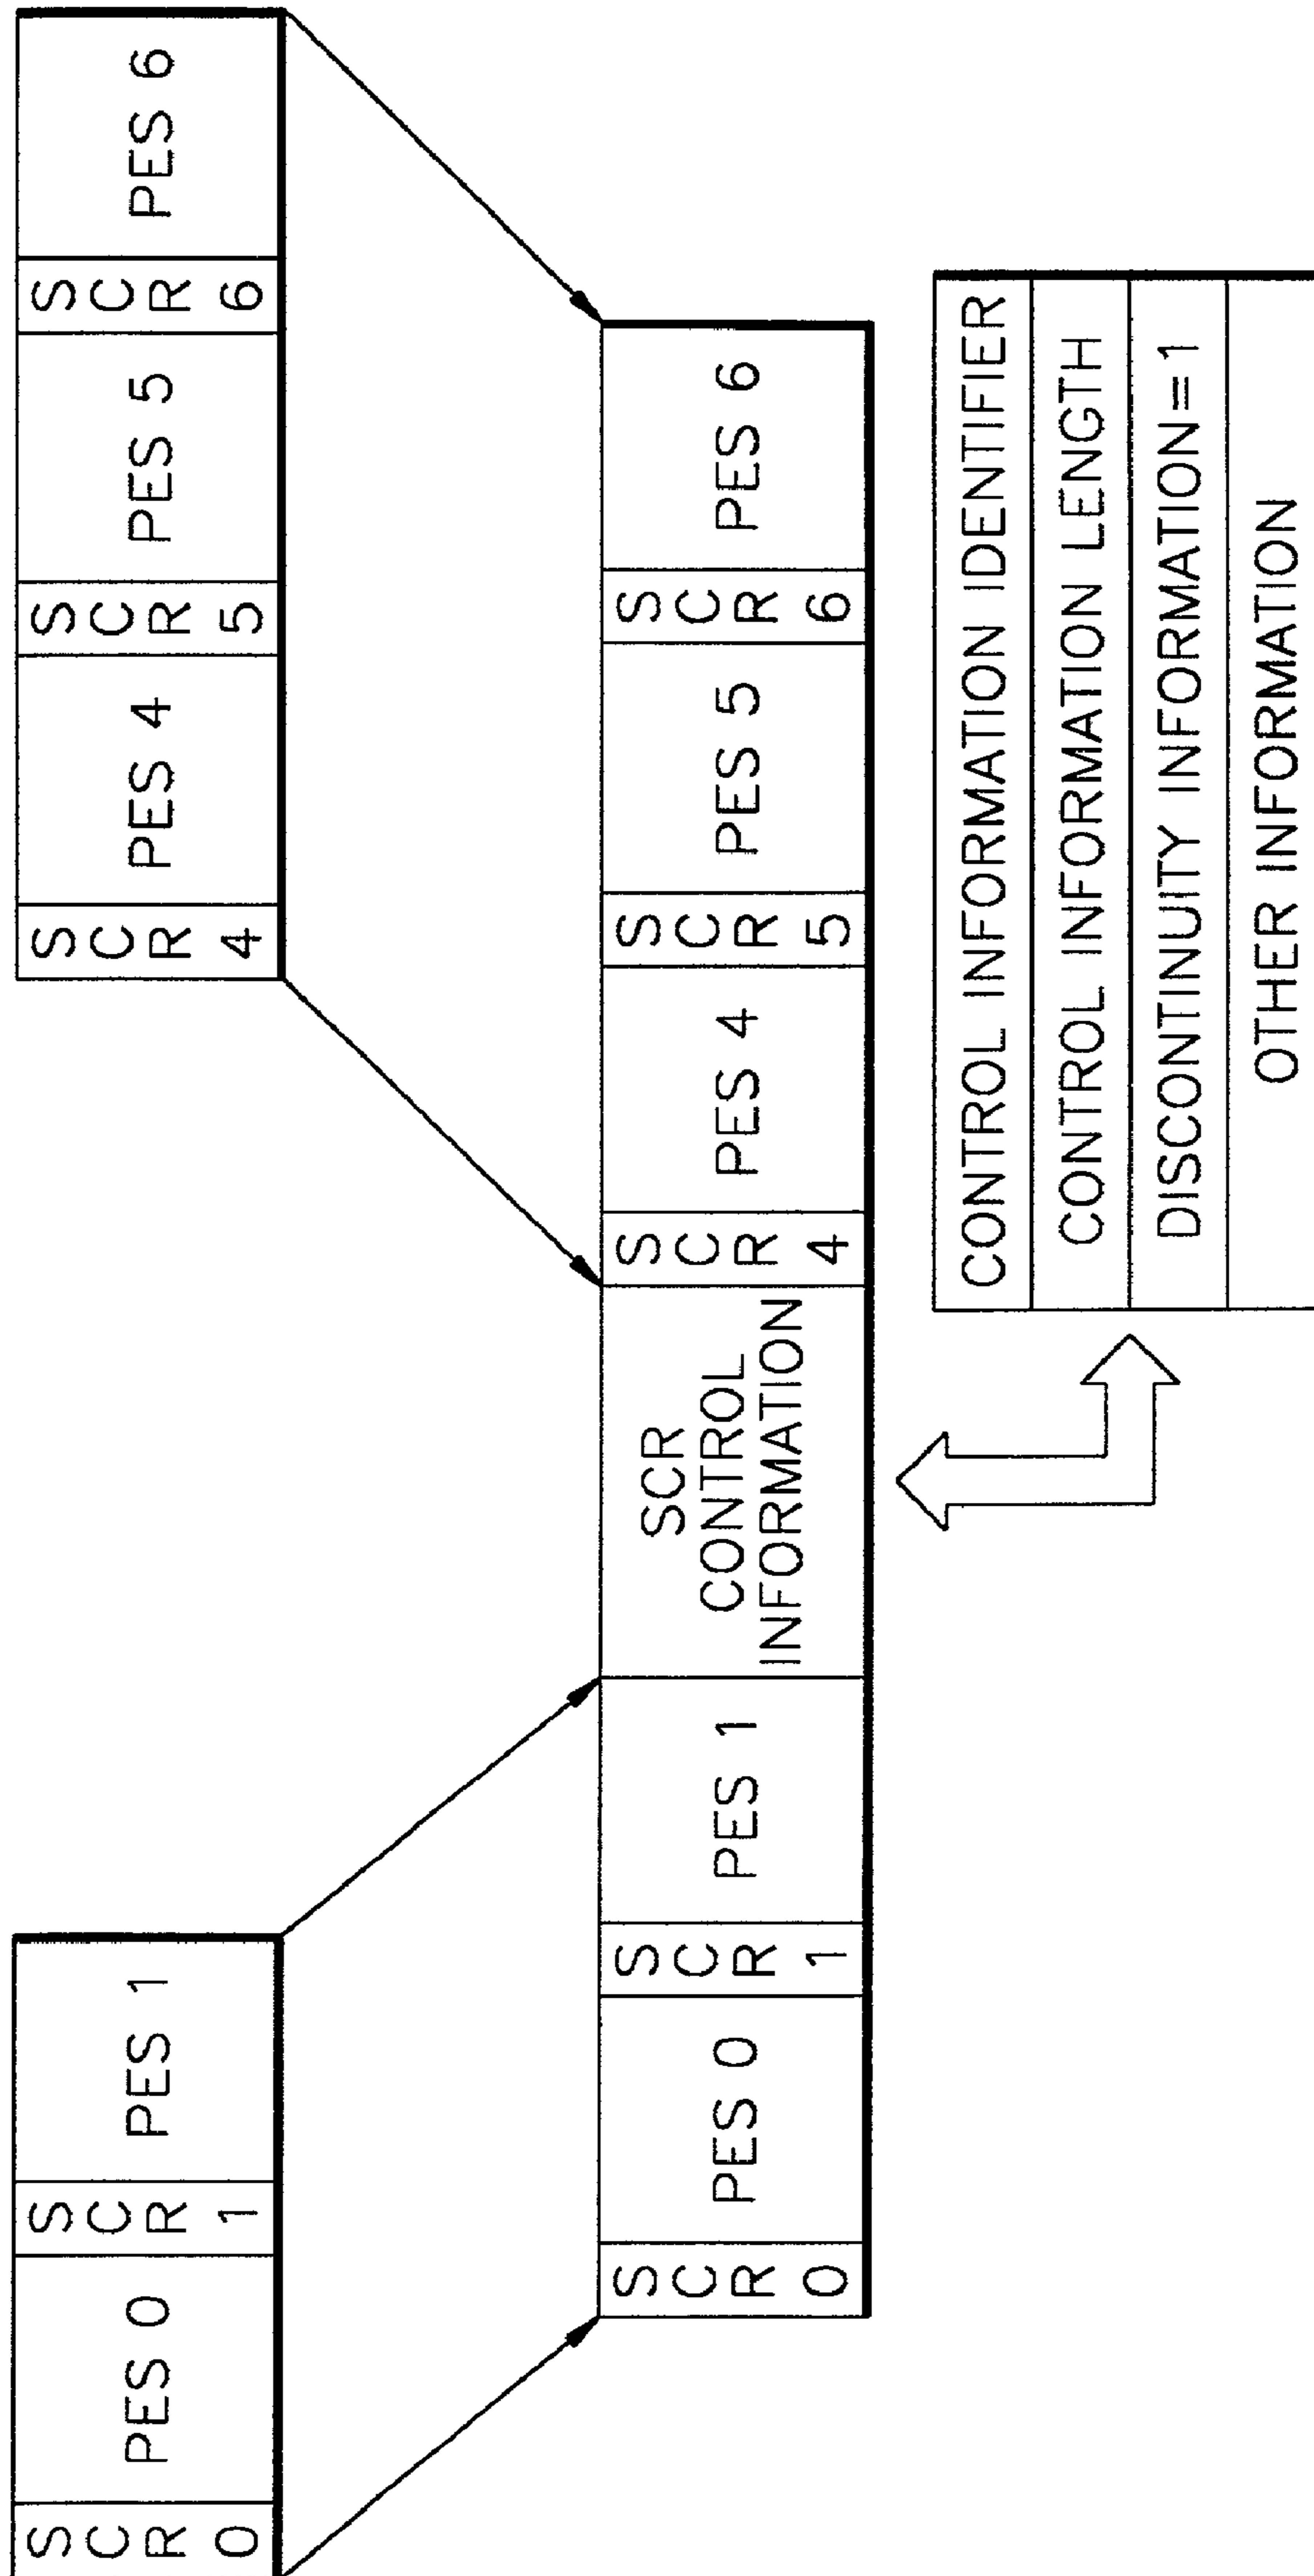 SCR 0
PES 0
SCR 1
PES 1
SCR 4
PES 4
SCR 5
PES 5
SCR 6
PES 6
SCR 0
PES 0
SCR 1
PES 1
SCR
CONTROL
INFORMATION
SCR 4
PES 4
SCR 5
PES 5
SCR 6
PES 6
CONTROL INFORMATION IDENTIFIER
CONTROL INFORMATION LENGTH
DISCONTINUITY INFORMATION=1
OTHER INFORMATION